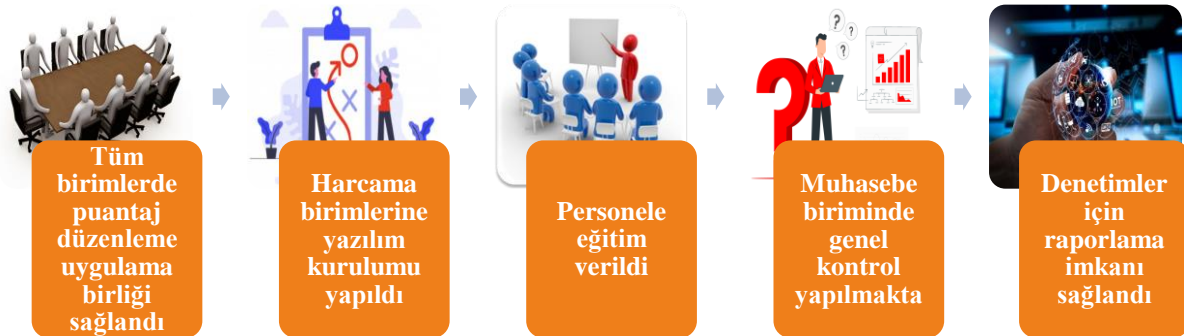 Tüm
birimlerde
puantaj
düzenleme
uygulama
birliği
sağlandı
Harcama
birimlerine
yazılım
kurulumu
yapıldı
Personele
eğitim
verildi
Muhasebe
biriminde
genel
kontrol
yapılmakta
Denetimler
için
raporlama
imkanı
sağlandı